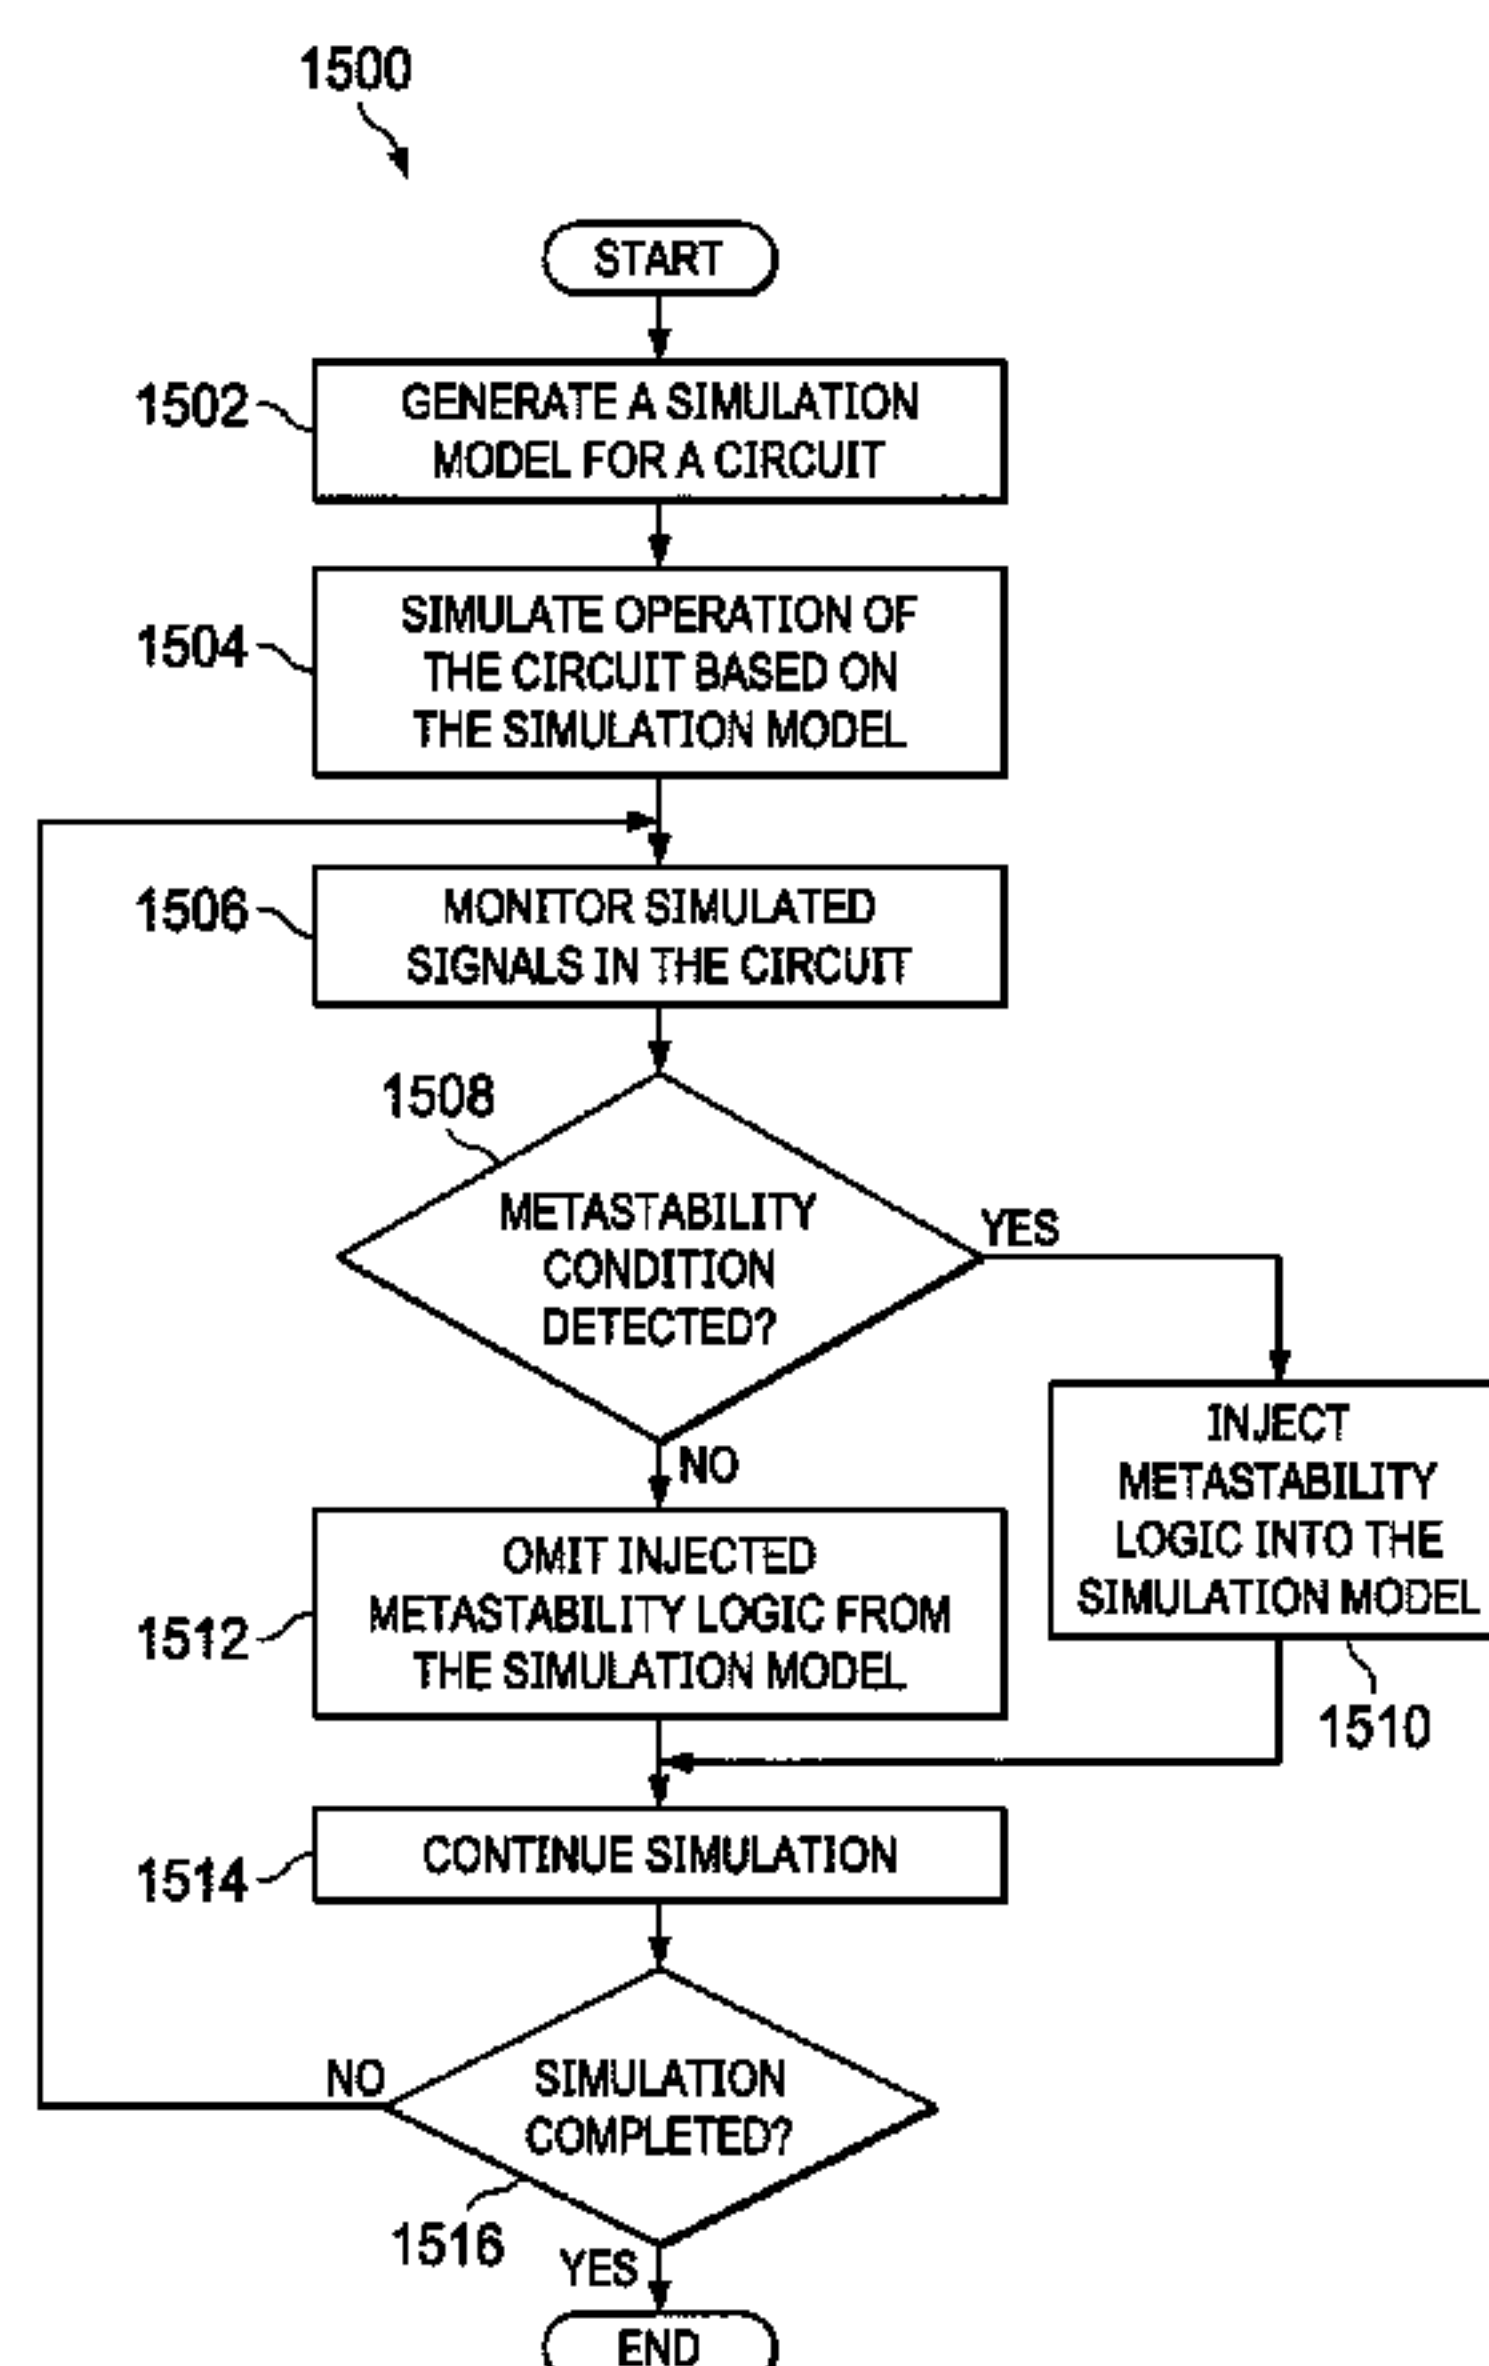 1500
START
1502
GENERATE A SIMULATION
MODEL FOR A CIRCUIT
1504
SIMULATE OPERATION OF
THE CIRCUIT BASED ON
THE SIMULATION MODEL
1506
MONITOR SIMULATED
SIGNALS IN THE CIRCUIT
1508
METASTABILITY
CONDITION
DETECTED?
YES
NO
INJECT
METASTABILITY
LOGIC INTO THE
SIMULATION MODEL
1510
1512
OMIT INJECTED
METASTABILITY LOGIC FROM
THE SIMULATION MODEL
1514
CONTINUE SIMULATION
NO
SIMULATION
COMPLETED?
1516
YES
END